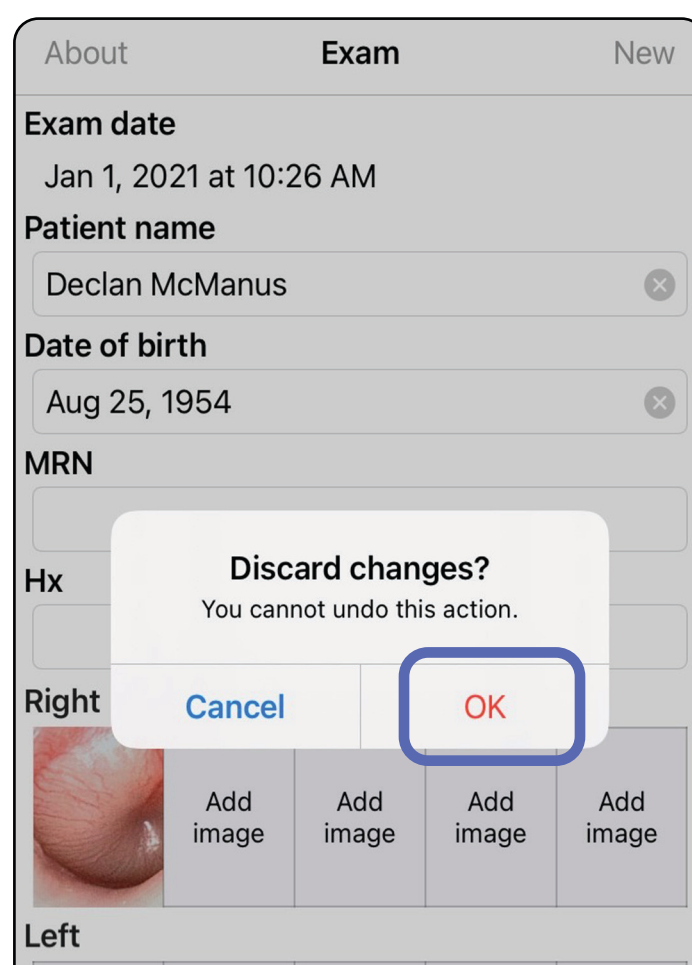 About Exam New
Exam date
Jan 1, 2021 at 10:26 AM
Patient name
Declan McManus
Date of birth
Aug 25, 1954
MRN
Discard changes?
Hx
You cannot undo this action.
Cancel OK
Right
Add image
Add image
Add image
Add image
Left